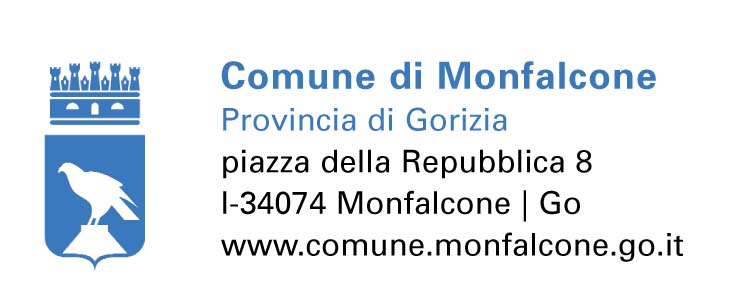 Comune di Monfalcone
Provincia di Gorizia
piazza della Repubblica 8
I-34074 Monfalcone | Go
www.comune.monfalcone.go.it